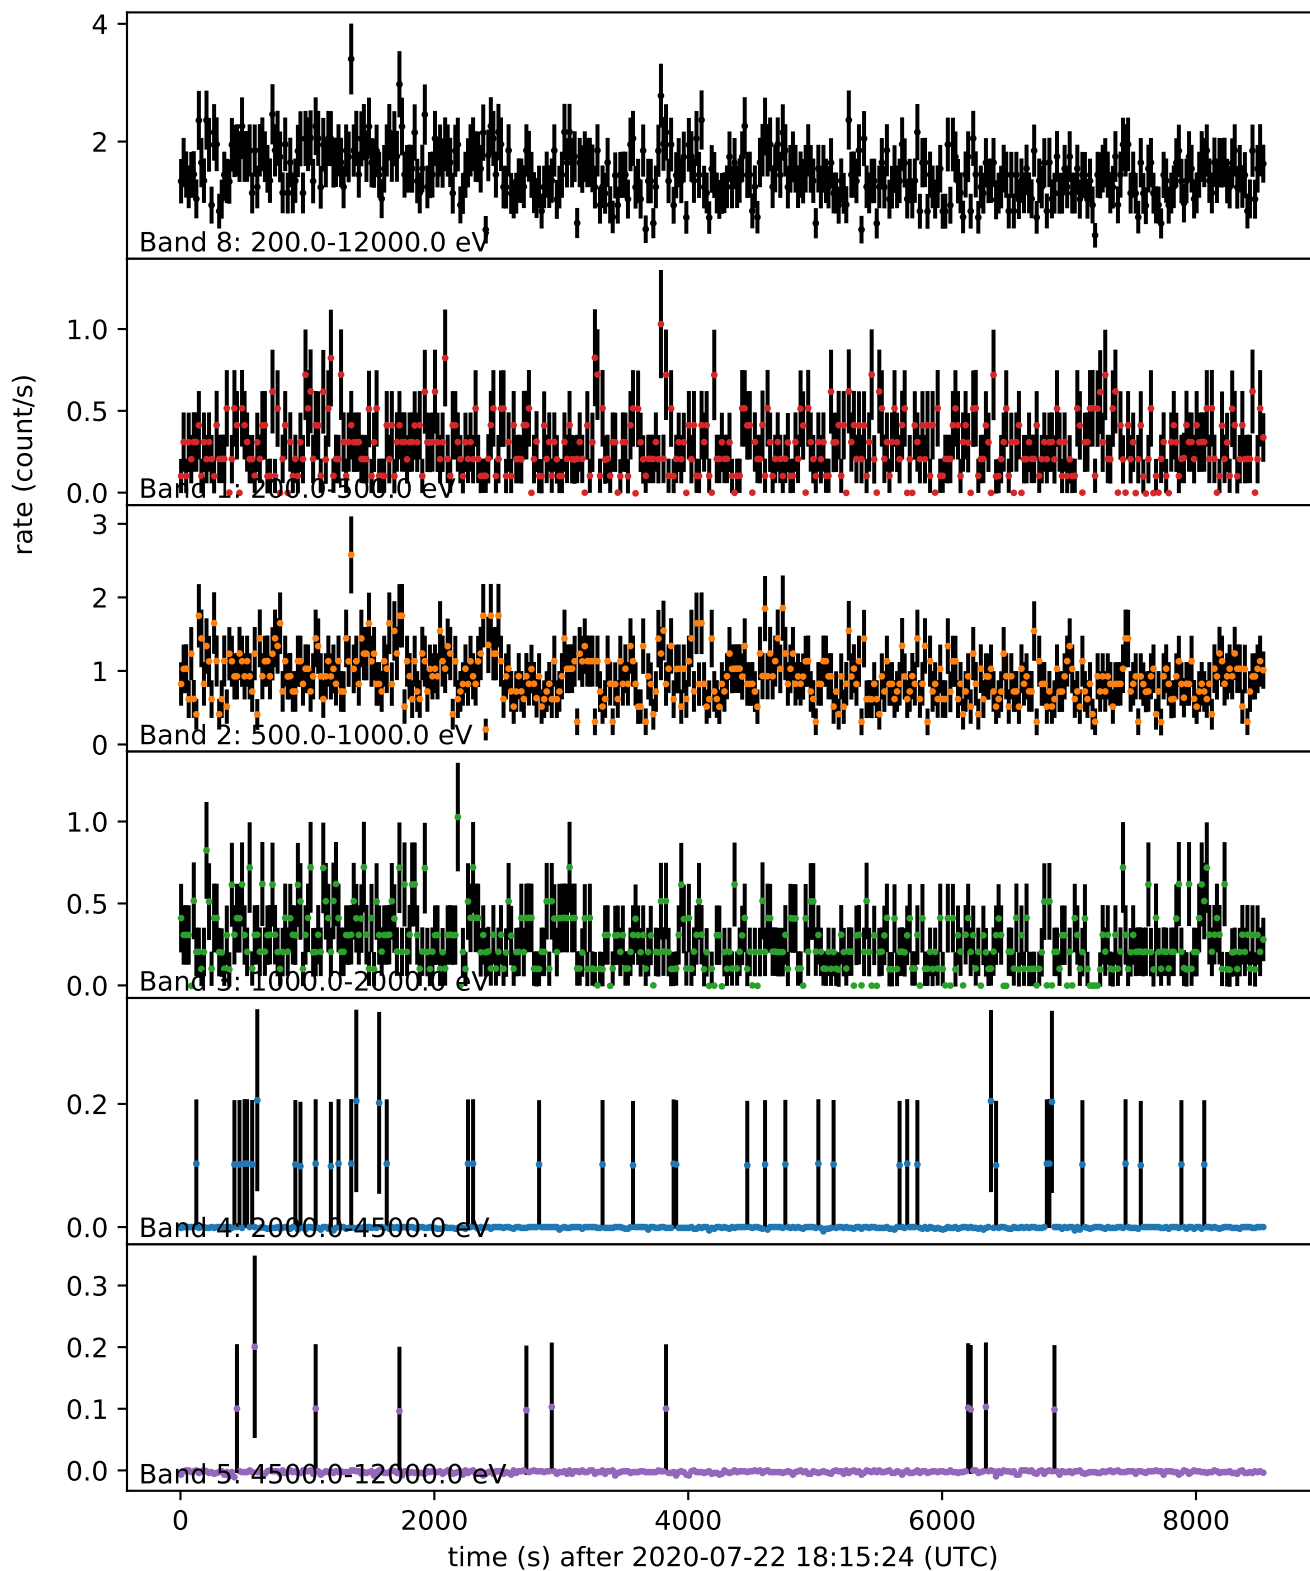 4
2
Band 8: 200.0-12000.0 eV
rate (count/s)
1.0
0.5
0.0
Band 1: 200.0-500.0 eV
3
2
1
0
Band 2: 500.0-1000.0 eV
1.0
0.5
0.0
Band 3: 1000.0-2000.0 eV
0.2
0.0
Band 4: 2000.0-4500.0 eV
0.3
0.2
0.1
0.0
Band 5: 4500.0-12000.0 eV
0 2000 4000 6000 8000
time (s) after 2020-07-22 18:15:24 (UTC)